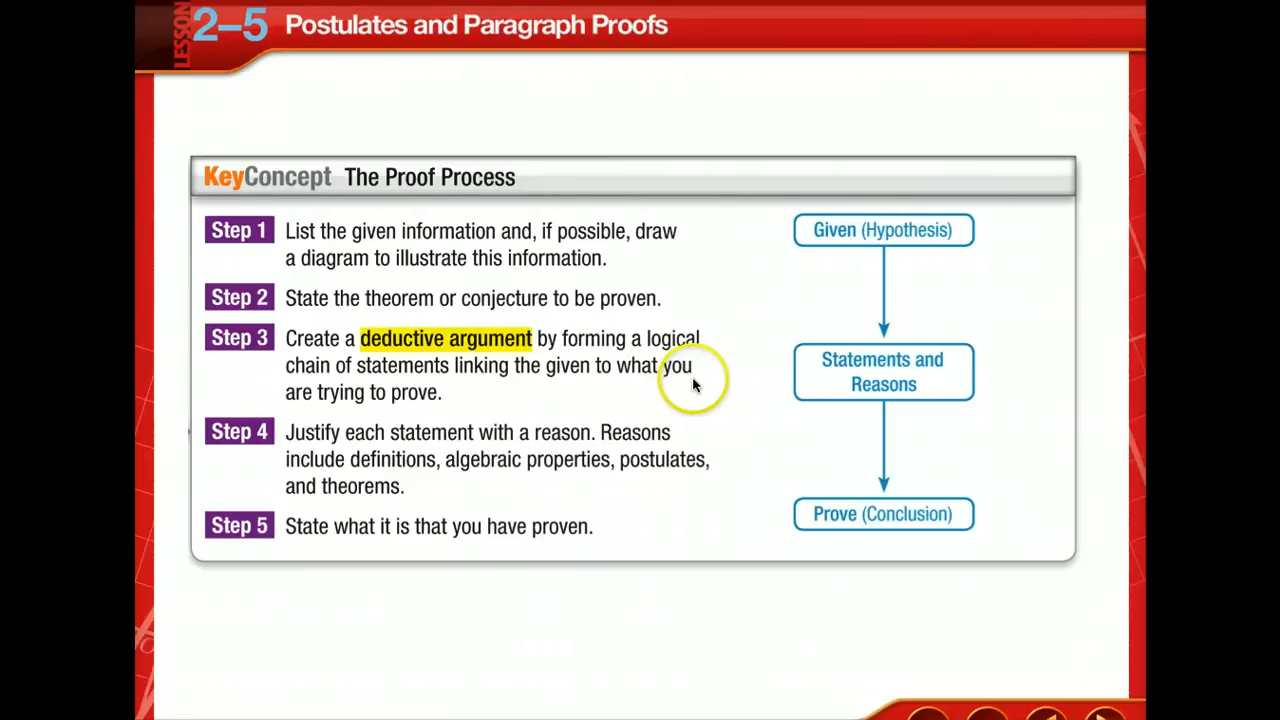 LESSON 2–5 Postulates and Paragraph Proofs
KeyConcept The Proof Process
Step 1 List the given information and, if possible, draw
a diagram to illustrate this information.
Step 2 State the theorem or conjecture to be proven.
Step 3 Create a deductive argument by forming a logical
chain of statements linking the given to what you
are trying to prove.
Step 4 Justify each statement with a reason. Reasons
include definitions, algebraic properties, postulates,
and theorems.
Step 5 State what it is that you have proven.
Given (Hypothesis)
Statements and
Reasons
Prove (Conclusion)